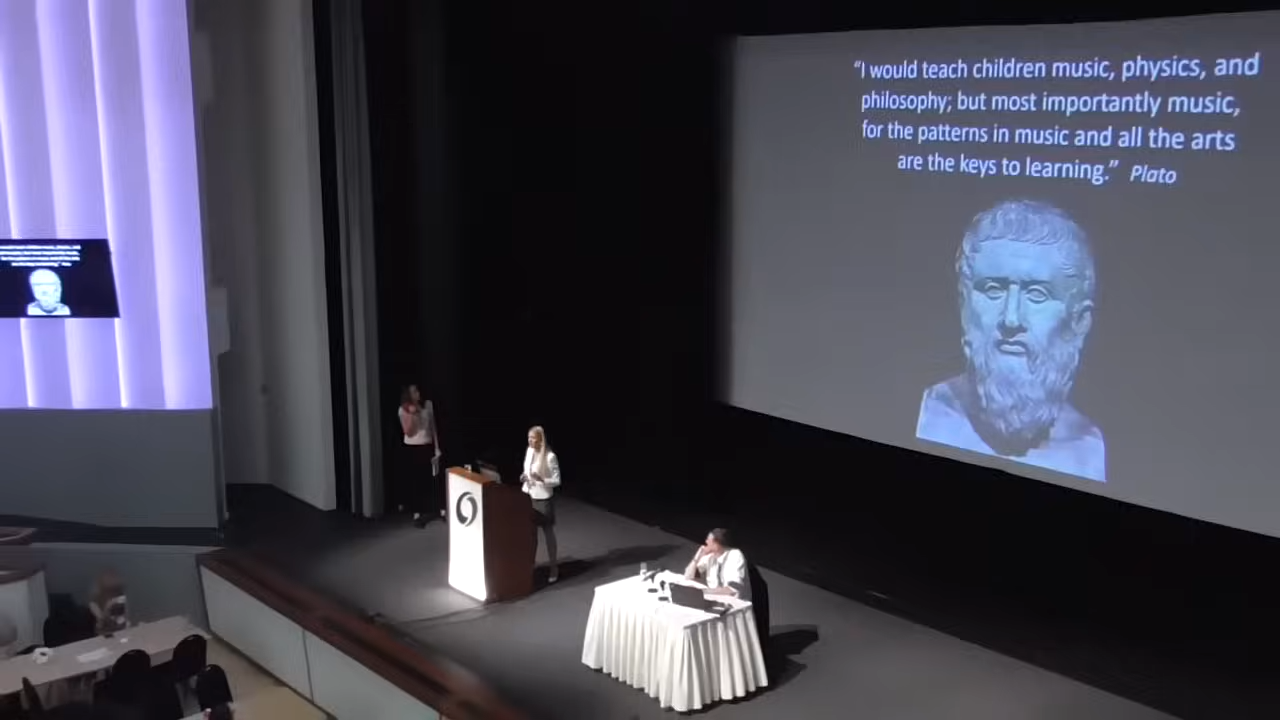 “I would teach children music, physics, and
philosophy; but most importantly music,
for the patterns in music and all the arts
are the keys to learning.” Plato